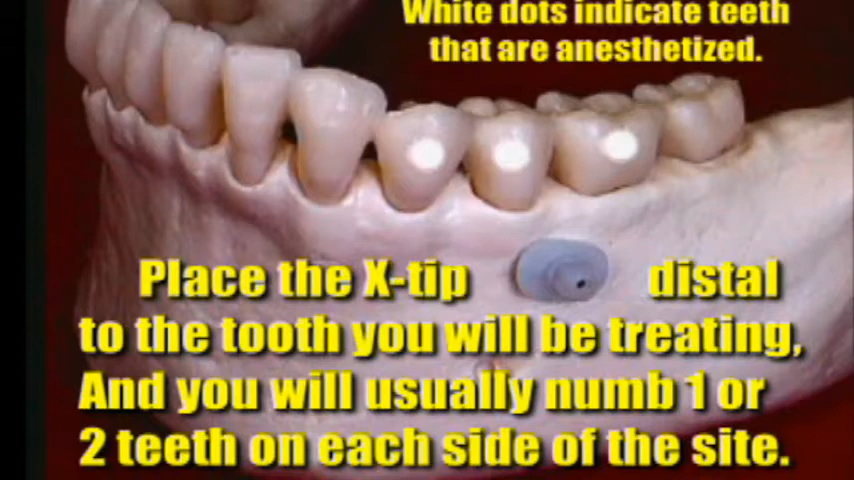 White dots indicate teeth
that are anesthetized.
Place the X-tip distal
to the tooth you will be treating,
And you will usually numb 1 or
2 teeth on each side of the site.